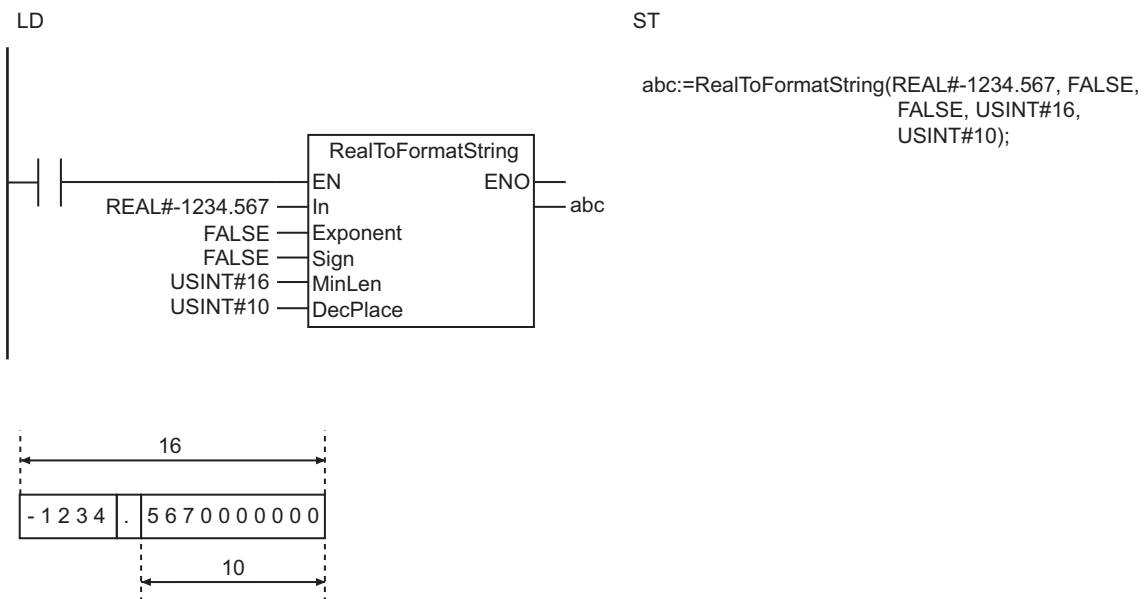 LD
ST
abc:=RealToFormatString(REAL#-1234.567, FALSE,
FALSE, USINT#16,
USINT#10);
RealToFormatString
EN ENO
REAL#-1234.567 In abc
FALSE Exponent
FALSE Sign
USINT#16 MinLen
USINT#10 DecPlace
16
- 1 2 3 4 . 5 6 7 0 0 0 0 0 0 0
10